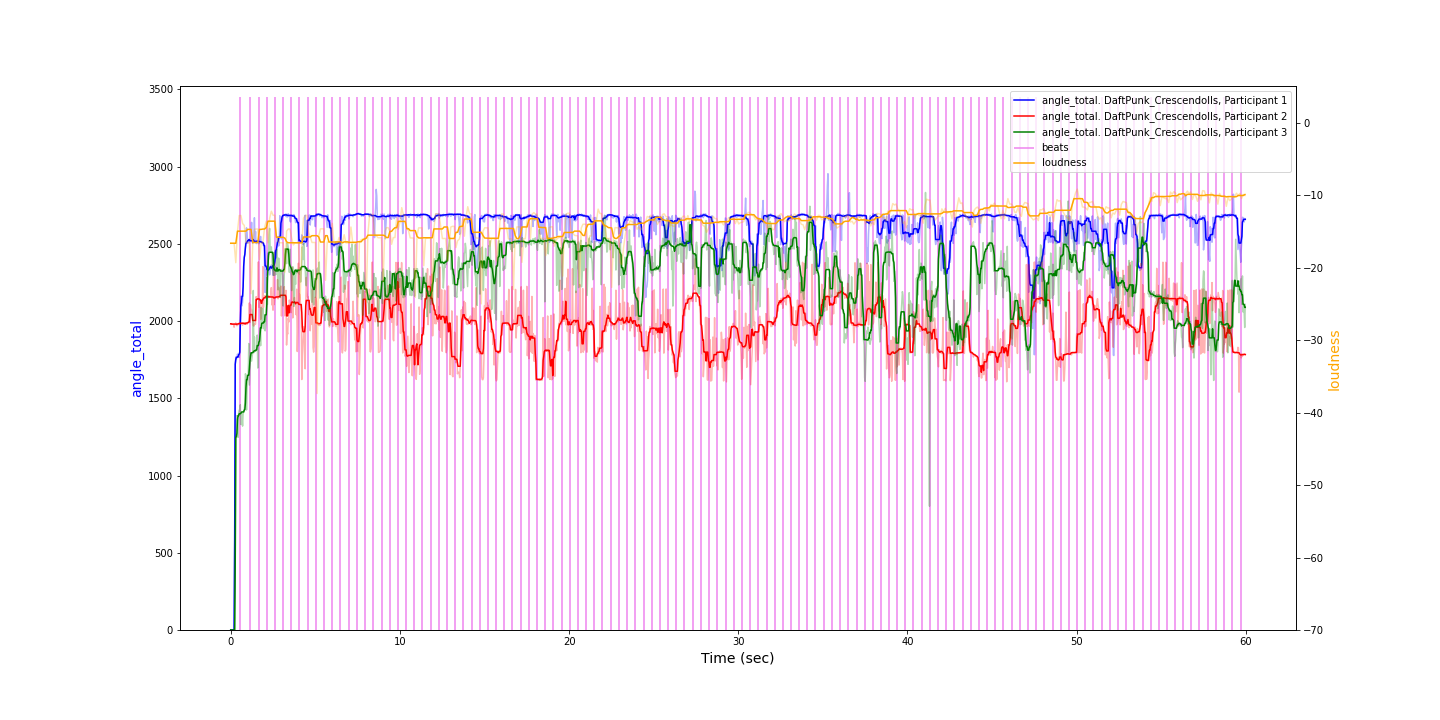 angle_total. DaftPunk_Crescendolls, Participant 1
angle_total. DaftPunk_Crescendolls, Participant 2
angle_total. DaftPunk_Crescendolls, Participant 3
beats
loudness
3500
3000
2500
2000
1500
1000
500
0
angle_total
0
−10
−20
−30
−40
−50
−60
−70
loudness
0 10 20 30 40 50 60
Time (sec)